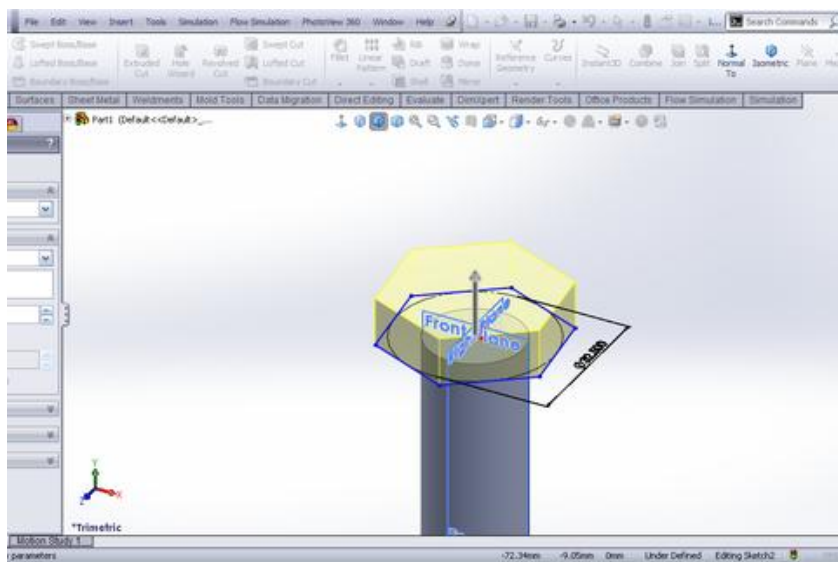 File Edit View Insert Tools Simulation Flow Simulation PhotoView 360 Window Help Search Commands
Swept Boss/Base
Lofted Boss/Base
Boundary Boss/Base
Extruded Cut
Hole Wizard
Revolved Cut
Swept Cut
Lofted Cut
Boundary Cut
Fillet
Linear Pattern
Rib
Draft
Shell
Wrap
Dome
Mirror
Reference Geometry
Curves
Instant3D
Combine
Join
Split
Normal To
Isometric
Plane
Surfaces Sheet Metal Weldments Mold Tools Data Migration Direct Editing Evaluate DimXpert Render Tools Office Products Flow Simulation Simulation
Part1 (Default<<Default>_...
Front Plane
Y
X
Z
*Trimetric
Motion Study 1
parameters -72.34mm -9.05mm 0mm Under Defined Editing Sketch2